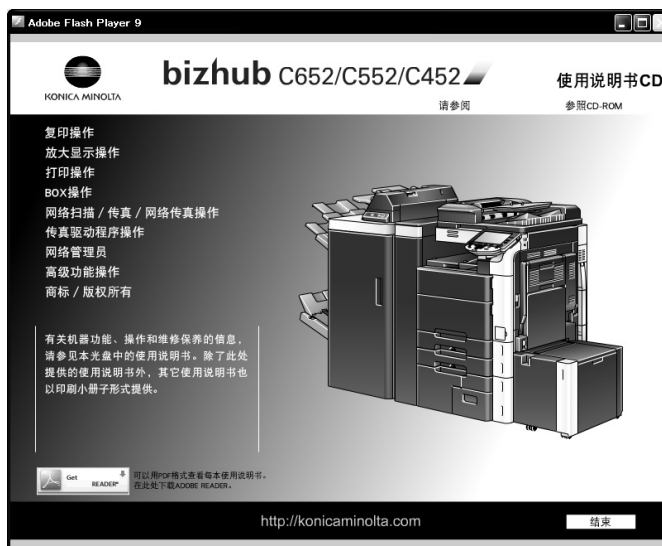 Adobe Flash Player 9
KONICA MINOLTA
bizhub C652/C552/C452
使用说明书CD
请参阅
参照CD-ROM
复印操作
放大显示操作
打印操作
BOX操作
网络扫描 / 传真 / 网络传真操作
传真驱动程序操作
网络管理员
高级功能操作
商标 / 版权所有
有关机器功能、操作和维修保养的信息，
请参见本光盘中的使用说明书。除了此处
提供的使用说明书外，其它使用说明书也
以印刷小册子形式提供。
Get
READER
可以用PDF格式查看每本使用说明书。
在此处下载ADOBE READER。
http://konicaminolta.com
结束